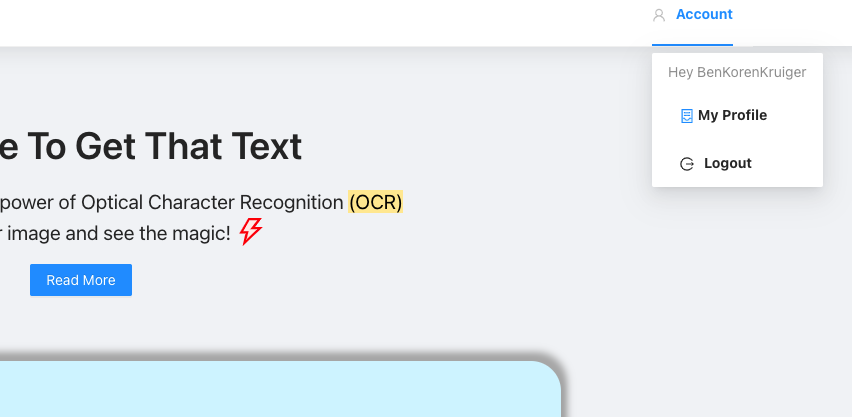 Account
Hey BenKorenKruiger
My Profile
Logout
e To Get That Text
power of Optical Character Recognition (OCR)
image and see the magic!
Read More